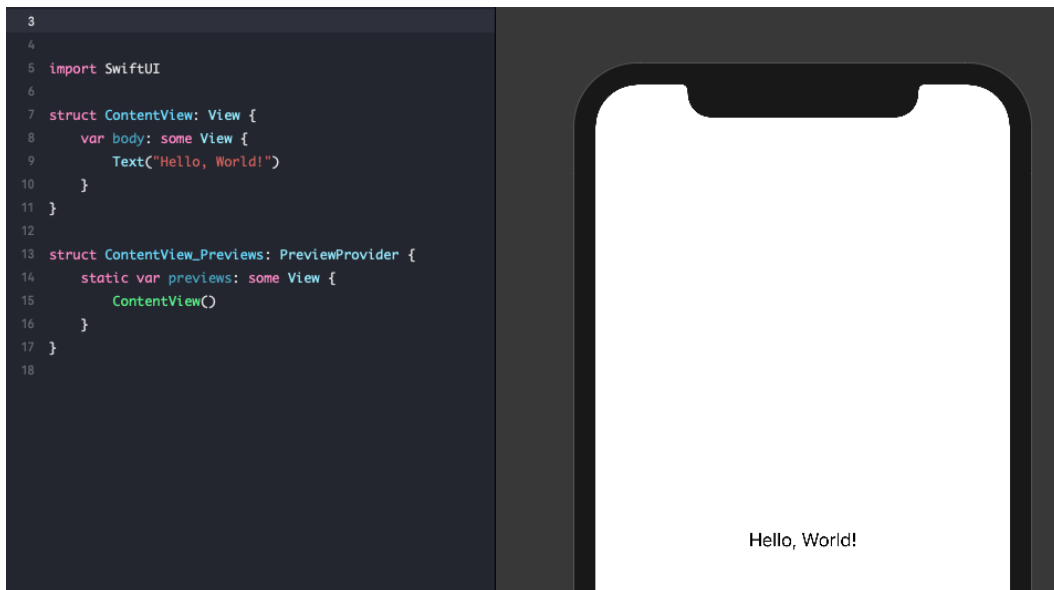 3
4
5 import SwiftUI
6
7 struct ContentView: View {
8     var body: some View {
9         Text("Hello, World!")
10     }
11 }
12
13 struct ContentView_Previews: PreviewProvider {
14     static var previews: some View {
15         ContentView()
16     }
17 }
18
Hello, World!